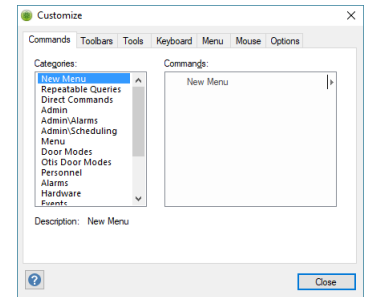 Customize
Commands Toolbars Tools Keyboard Menu Mouse Options
Categories:
Commands:
New Menu
Repeatable Queries
Direct Commands
Admin
Admin\Alarms
Admin\Scheduling
Menu
Door Modes
Otis Door Modes
Personnel
Alarms
Hardware
Events
New Menu
Description: New Menu
?
Close